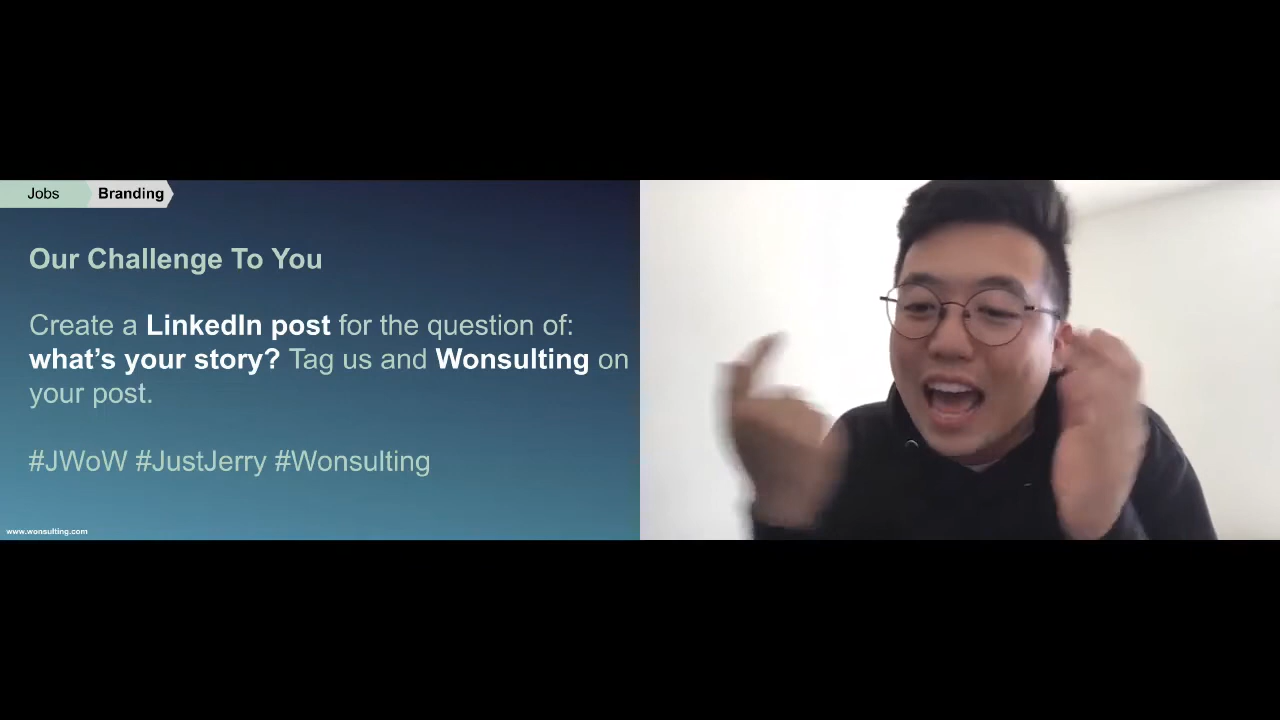 Jobs
Branding
Our Challenge To You
Create a LinkedIn post for the question of:
what’s your story? Tag us and Wonsulting on
your post.
#JWoW #JustJerry #Wonsulting
www.wonsulting.com